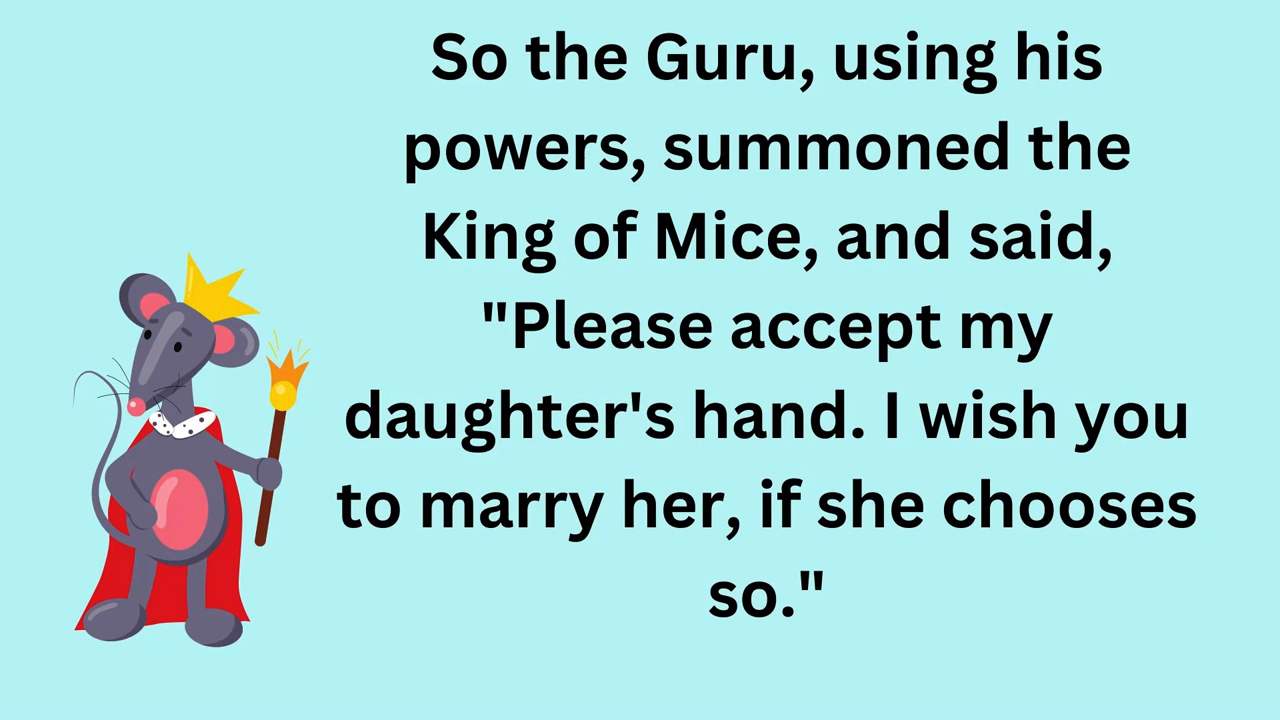 So the Guru, using his
powers, summoned the
King of Mice, and said,
"Please accept my
daughter's hand. I wish you
to marry her, if she chooses
so."